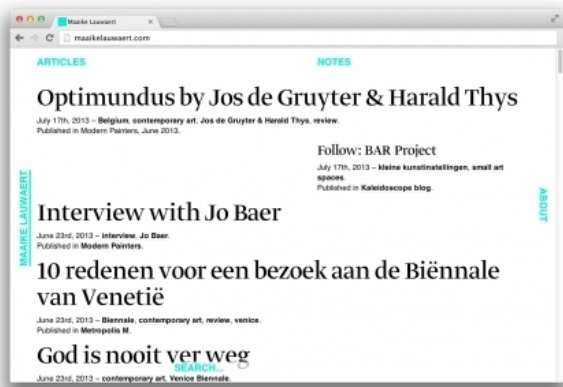 Maaike Lauwaert
maaikelauwaert.com
ARTICLES
NOTES
Optimundus by Jos de Gruyter & Harald Thys
July 17th, 2013 – Belgium, contemporary art, Jos de Gruyter & Harald Thys, review.
Published in Modern Painters, June 2013.
Follow: BAR Project
July 17th, 2013 – kleine kunstinstellingen, small art
spaces.
Published in Kaleidoscope blog.
MAAIKE LAUWAERT
ABOUT
Interview with Jo Baer
June 23rd, 2013 – interview, Jo Baer.
Published in Modern Painters.
10 redenen voor een bezoek aan de Biënnale
van Venetië
June 23rd, 2013 – Biennale, contemporary art, review, venice.
Published in Metropolis M.
God is nooit ver weg
SEARCH...
June 23rd, 2013 – contemporary art, Venice Biennale.